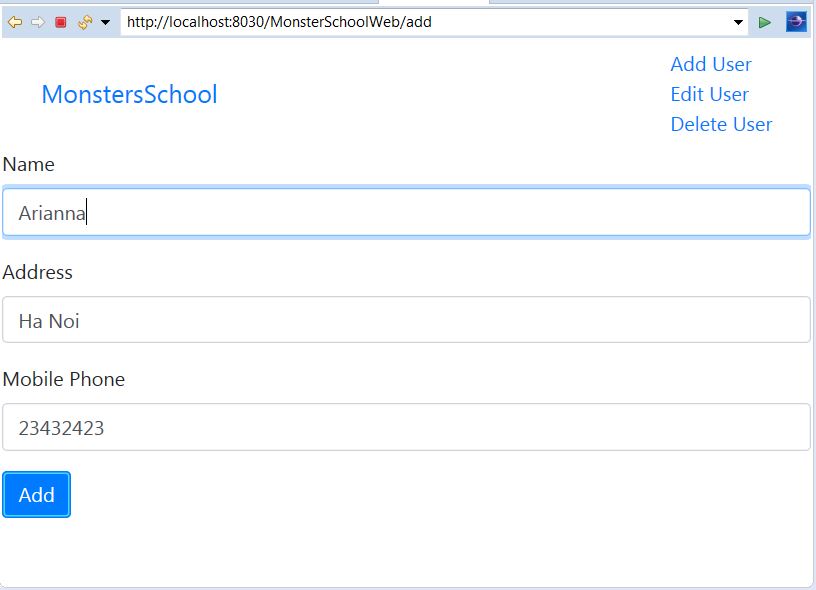 http://localhost:8030/MonsterSchoolWeb/add
MonstersSchool
Add User
Edit User
Delete User
Name
Arianna
Address
Ha Noi
Mobile Phone
23432423
Add